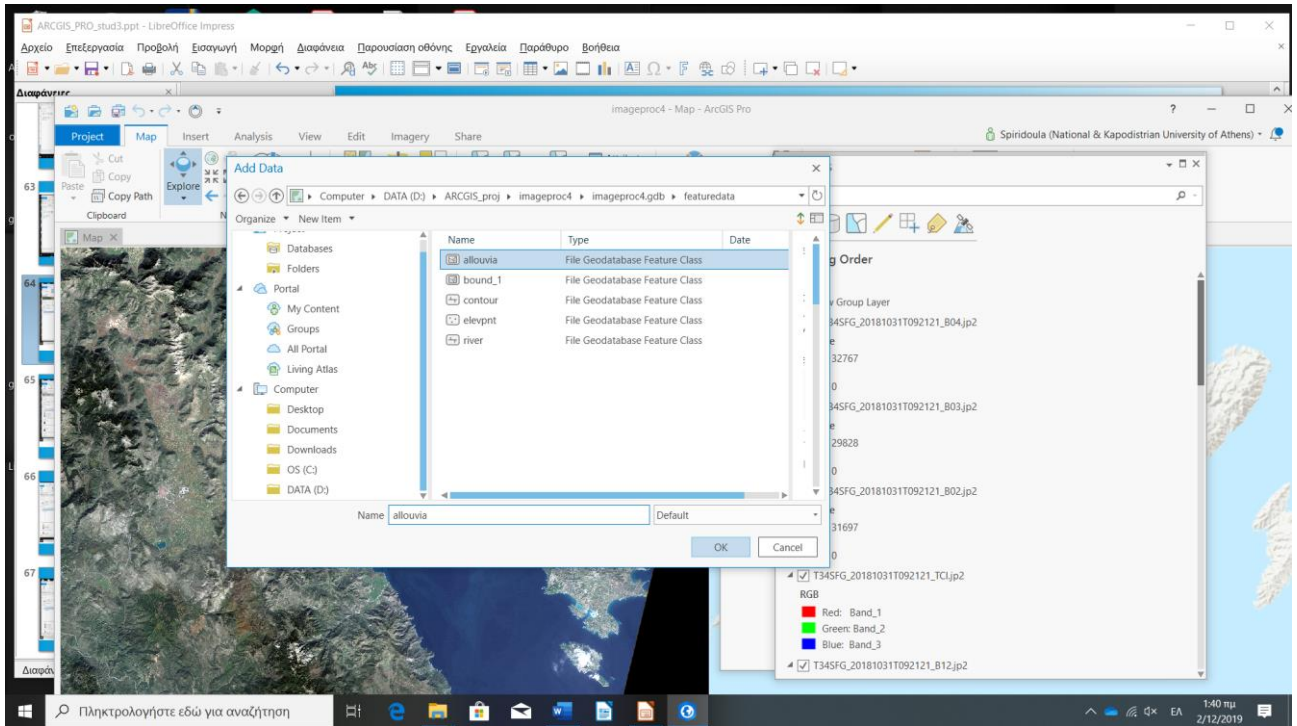 ARCGIS_PRO_stud3.ppt - LibreOffice Impress
Αρχείο Επεξεργασία Προβολή Εισαγωγή Μορφή Διαφάνεια Παρουσίαση οθόνης Εργαλεία Παράθυρο Βοήθεια
Διαφάνειες
imageproc4 - Map - ArcGIS Pro
Project Map Insert Analysis View Edit Imagery Share
Spiridoula (National & Kapodistrian University of Athens)
Cut
Copy
Paste
Copy Path
Explore
Clipboard
Map
63
64
65
66
67
Add Data
Computer DATA (D:) ARCGIS_proj imageproc4 imageproc4.gdb featuredata
Organize New Item
Databases
Folders
Portal
My Content
Groups
All Portal
Living Atlas
Computer
Desktop
Documents
Downloads
OS (C:)
DATA (D:)
Name Type Date
allouvia File Geodatabase Feature Class
bound_1 File Geodatabase Feature Class
contour File Geodatabase Feature Class
elevpnt File Geodatabase Feature Class
river File Geodatabase Feature Class
Name allouvia Default
OK Cancel
g Order
Group Layer
34SFG_20181031T092121_B04.jp2
32767
0
34SFG_20181031T092121_B03.jp2
29828
0
34SFG_20181031T092121_B02.jp2
31697
0
T34SFG_20181031T092121_TCI.jp2
RGB
Red: Band_1
Green: Band_2
Blue: Band_3
T34SFG_20181031T092121_B12.jp2
Πληκτρολογήστε εδώ για αναζήτηση
ΕΛ
1:40 πμ
2/12/2019